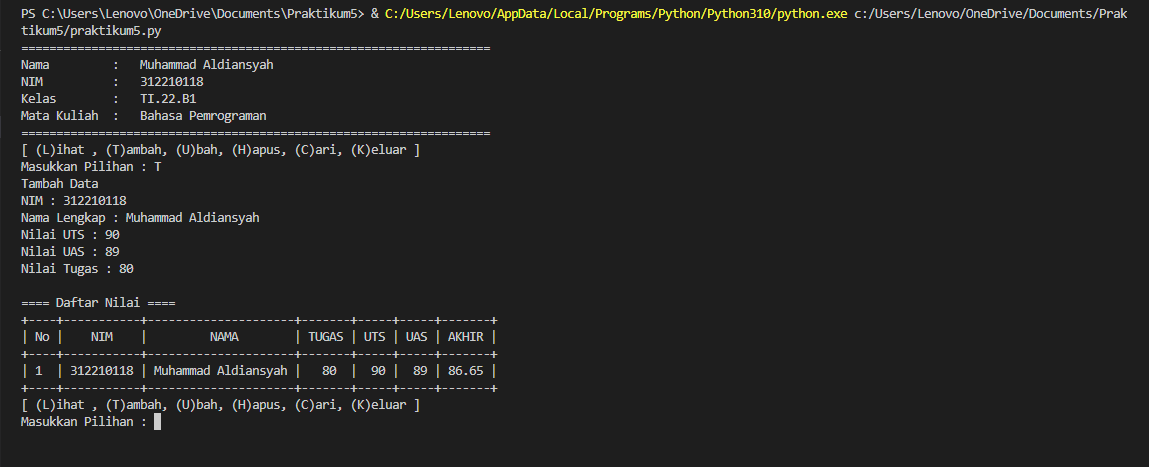 PS C:\Users\Lenovo\OneDrive\Documents\Praktikum5> & C:/Users/Lenovo/AppData/Local/Programs/Python/Python310/python.exe c:/Users/Lenovo/OneDrive/Documents/Prak
tikum5/praktikum5.py
===================================================================
Nama         :   Muhammad Aldiansyah
NIM          :   312210118
Kelas        :   TI.22.B1
Mata Kuliah  :   Bahasa Pemrograman
===================================================================
[ (L)ihat , (T)ambah, (U)bah, (H)apus, (C)ari, (K)eluar ]
Masukkan Pilihan : T
Tambah Data
NIM : 312210118
Nama Lengkap : Muhammad Aldiansyah
Nilai UTS : 90
Nilai UAS : 89
Nilai Tugas : 80

==== Daftar Nilai ====
+----+-----------+---------------------+-------+-----+-----+-------+
| No |    NIM    |         NAMA        | TUGAS | UTS | UAS | AKHIR |
+----+-----------+---------------------+-------+-----+-----+-------+
| 1  | 312210118 | Muhammad Aldiansyah |   80  |  90 |  89 | 86.65 |
+----+-----------+---------------------+-------+-----+-----+-------+
[ (L)ihat , (T)ambah, (U)bah, (H)apus, (C)ari, (K)eluar ]
Masukkan Pilihan :